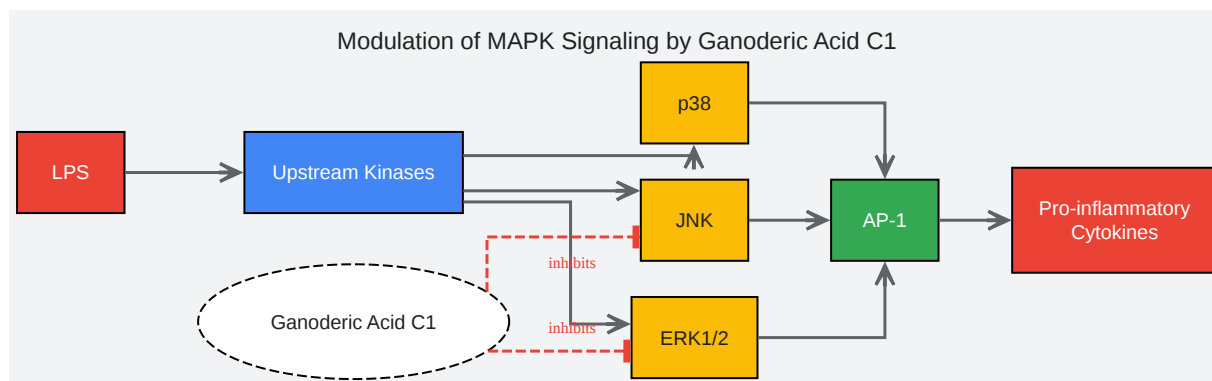 Modulation of MAPK Signaling by Ganoderic Acid C1
p38
LPS
Upstream Kinases
JNK
AP-1
Pro-inflammatory
Cytokines
inhibits
Ganoderic Acid C1
inhibits
ERK1/2